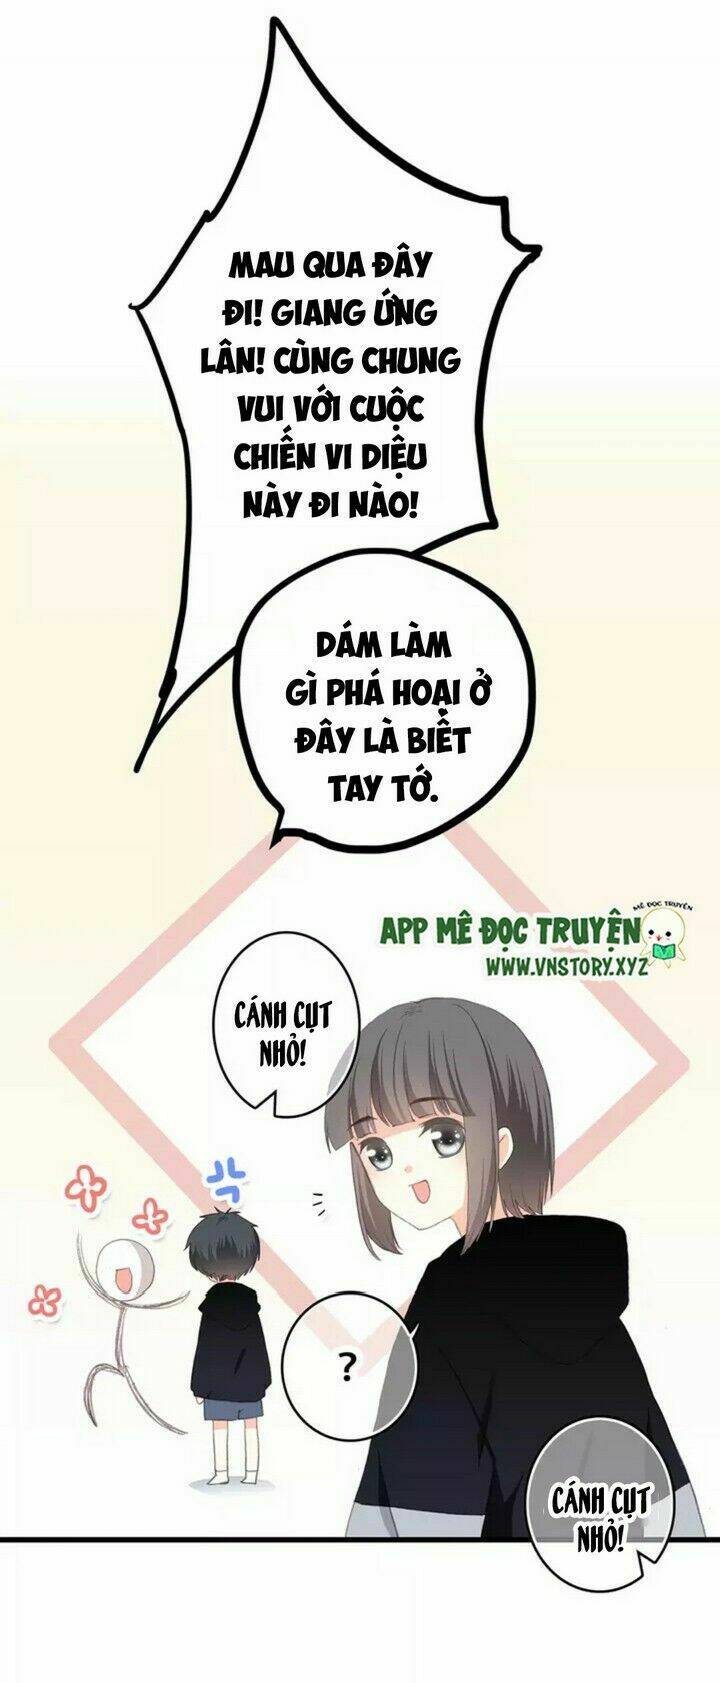 MAU QUA ĐÂY
ĐI! GIANG ỨNG
LÂN! CÙNG CHUNG
VUI VỚI CUỘC
CHIẾN VI DIỆU
NÀY ĐI NÀO!
DÁM LÀM
GÌ PHÁ HOẠI Ở
ĐÂY LÀ BIẾT
TAY TỚ.
MÊ ĐỌC TRUYỆN
APP MÊ ĐỌC TRUYỆN
WWW.VNSTORY.XYZ
CÁNH CỤT
NHỎ!
?
CÁNH CỤT
NHỎ!